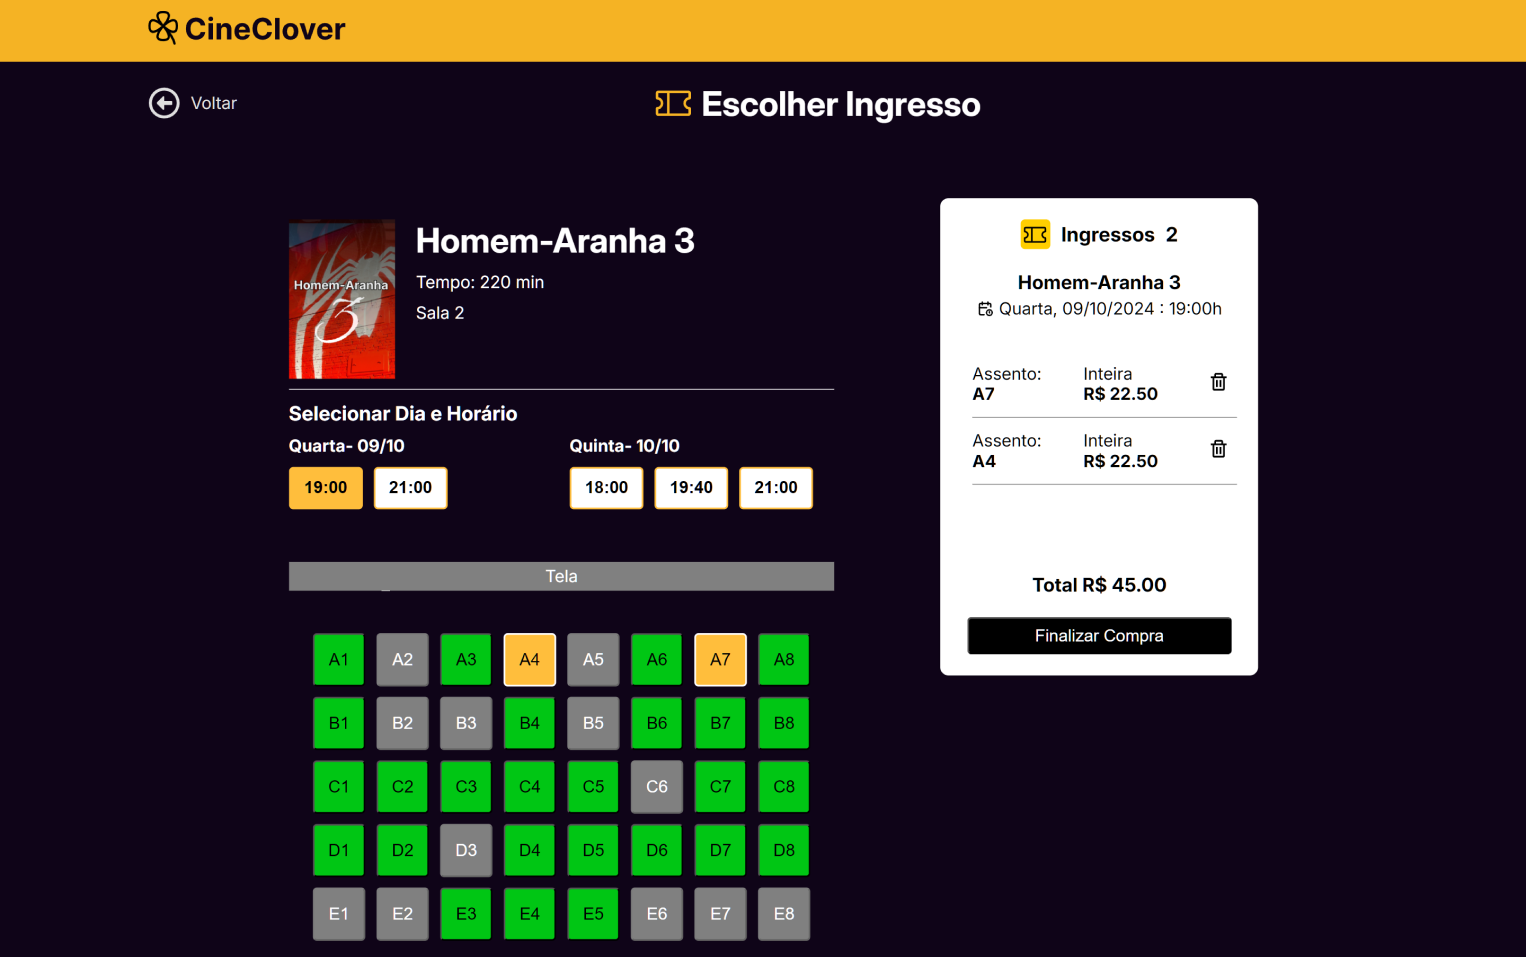 CineClover
Voltar
Escolher Ingresso
Homem-Aranha
3
Homem-Aranha 3
Tempo: 220 min
Sala 2
Selecionar Dia e Horário
Quarta- 09/10
Quinta- 10/10
19:00 21:00
18:00 19:40 21:00
Tela
A1 A2 A3 A4 A5 A6 A7 A8
B1 B2 B3 B4 B5 B6 B7 B8
C1 C2 C3 C4 C5 C6 C7 C8
D1 D2 D3 D4 D5 D6 D7 D8
E1 E2 E3 E4 E5 E6 E7 E8
Ingressos 2
Homem-Aranha 3
Quarta, 09/10/2024 : 19:00h
Assento: Inteira
A7 R$ 22.50
Assento: Inteira
A4 R$ 22.50
Total R$ 45.00
Finalizar Compra